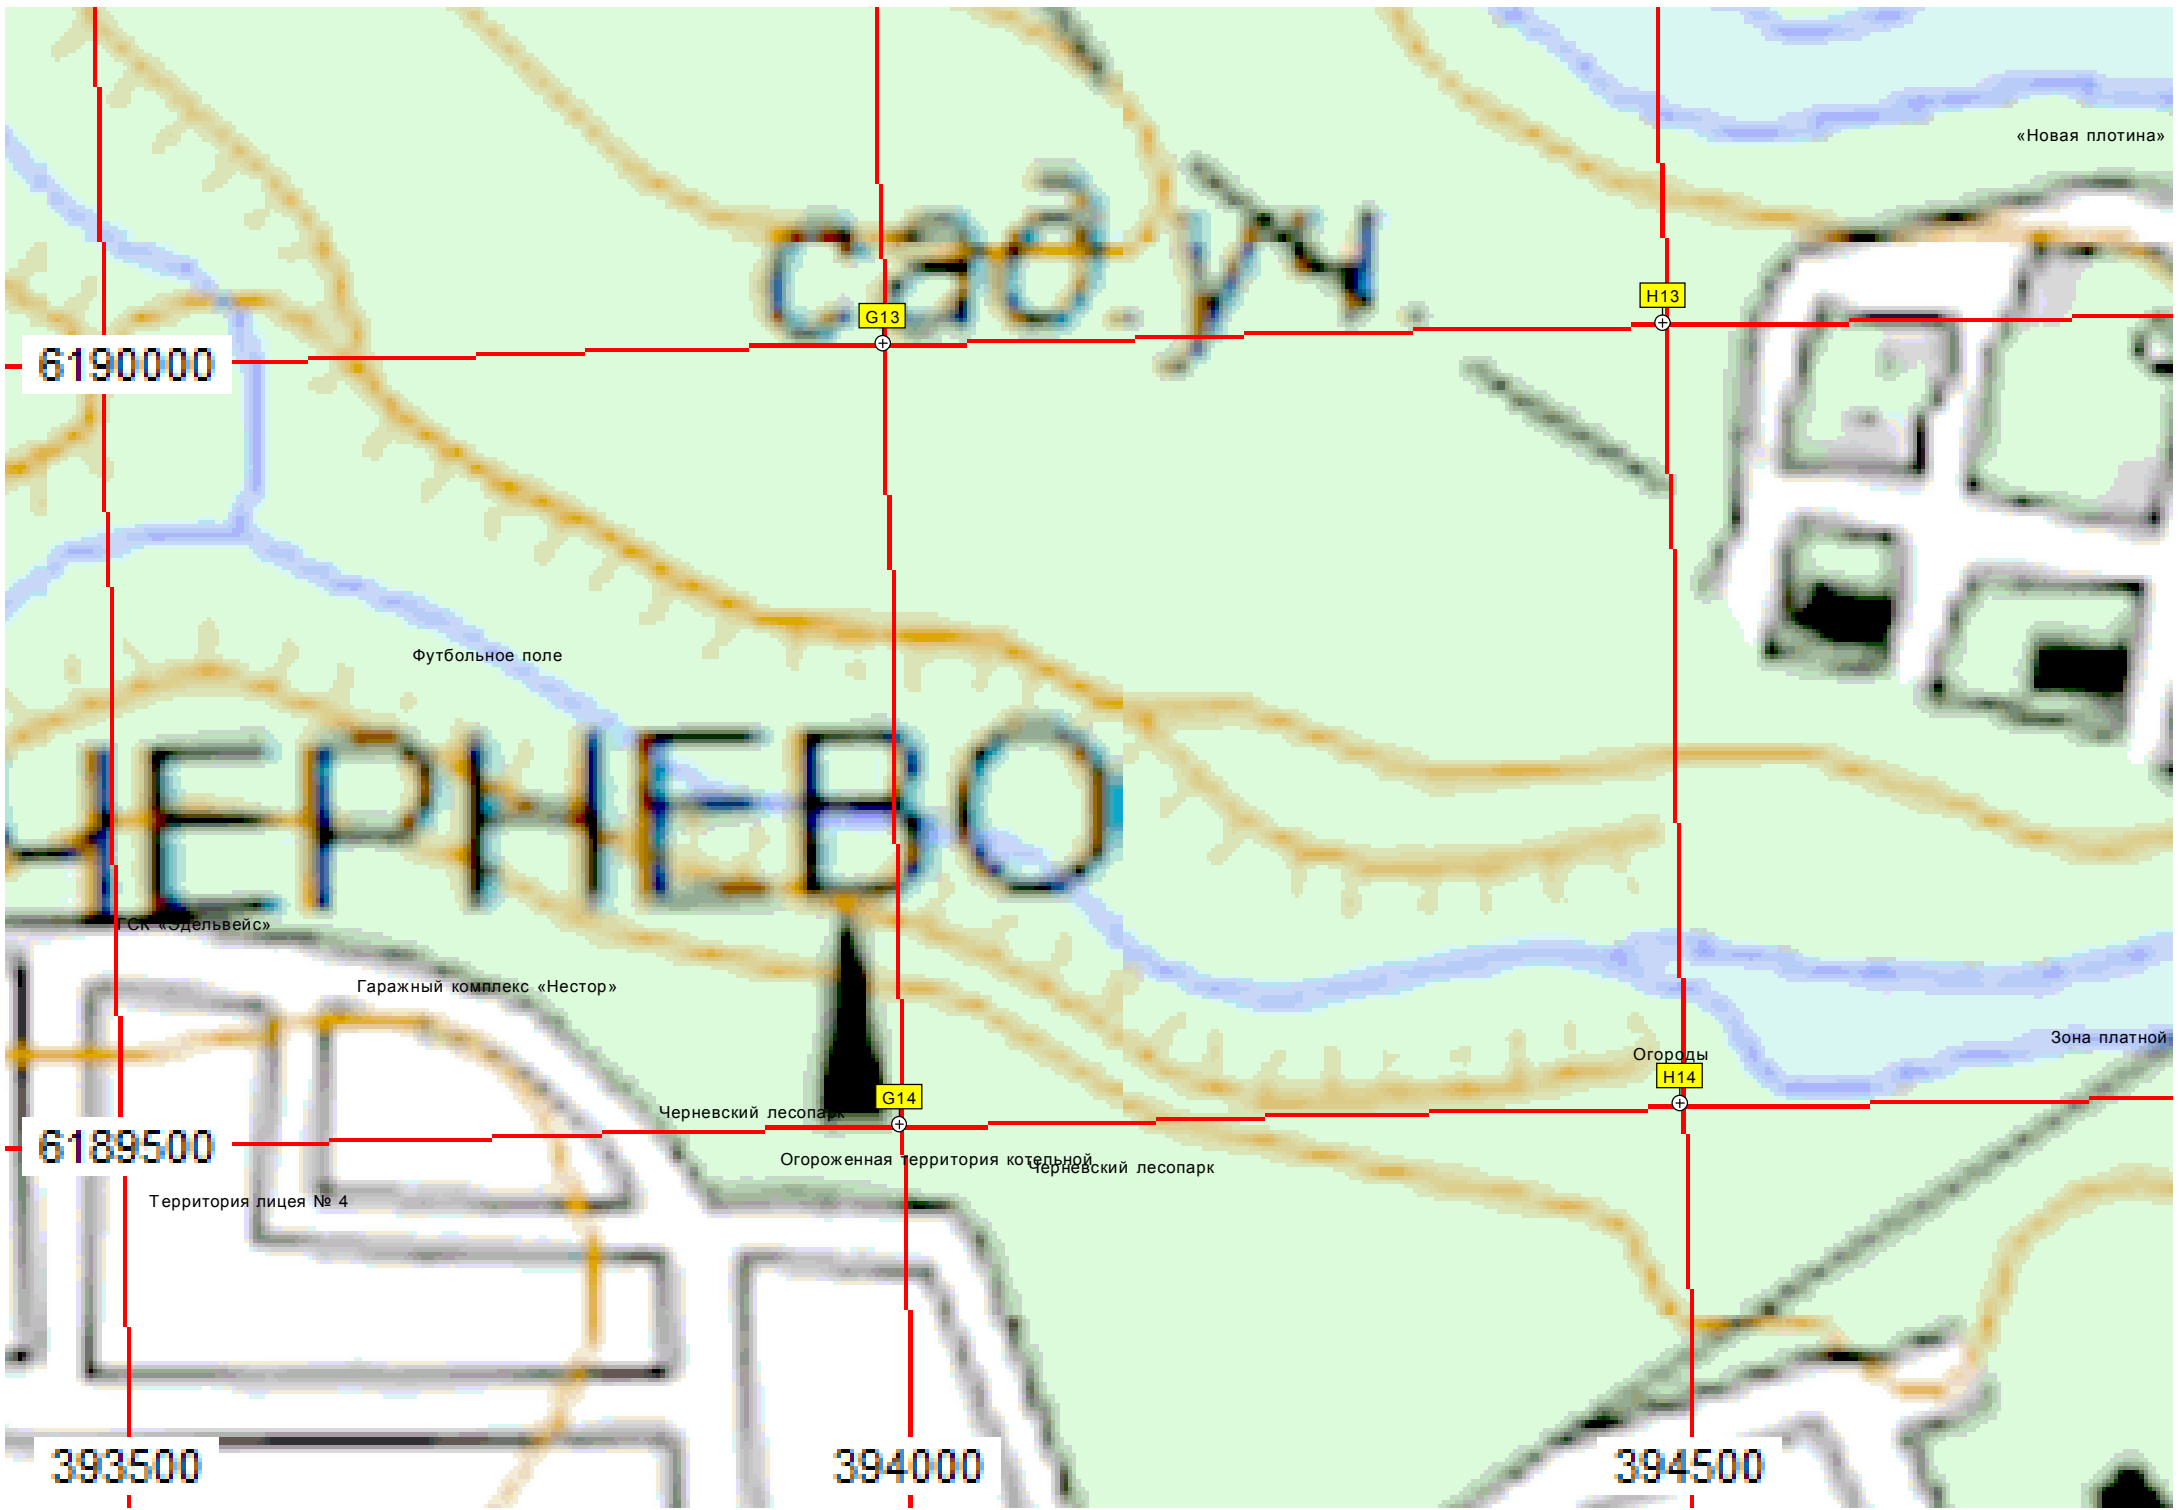 «Новая плотина»
сад. уч.
G13
H13
6190000
Футбольное поле
ЧЕРНЕВО
ГСК «Эдельвейс»
Гаражный комплекс «Нестор»
Зона платной
Огороды
H14
G14
Черневский лесопарк
6189500
Огороженная территория котельной
Черневский лесопарк
Территория лицея № 4
393500
394000
394500